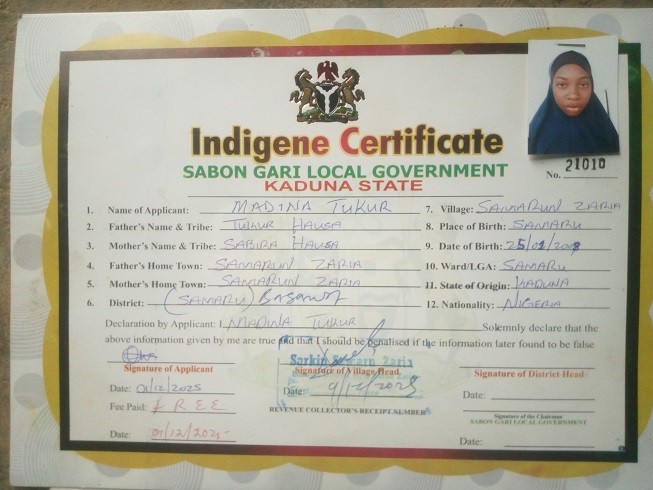 Indigene Certificate
SABON GARI LOCAL GOVERNMENT
KADUNA STATE
No. 21010
1. Name of Applicant: MADINA TUKUR
2. Father's Name & Tribe: TUKUR HAUSA
3. Mother's Name & Tribe: SABIRA HAUSA
4. Father's Home Town: SAMARUN ZARIA
5. Mother's Home Town: SAMARUN ZARIA
6. District: (SAMARU)
7. Village: SAMARUN ZARIA
8. Place of Birth: SAMARU
9. Date of Birth: 25/01/
10. Ward/LGA: SAMARU
11. State of Origin: KADUNA
12. Nationality: NIGERIA
Declaration by Applicant: I MADINA TUKUR Solemnly declare that the
above information given by me are true and that I should be penalised if the information later found to be false
Signature of Applicant
Date: 01/12/2025
Fee Paid: FREE
Date: 01/12/2025
Sarkin Zaria
Signature of Village Head.
Date: 9/12/2025
REVENUE COLLECTOR'S RECEIPT NUMBER
Signature of District Head
Date:
Signature of the Chairman
SABON GARI LOCAL GOVERNMENT
Date: